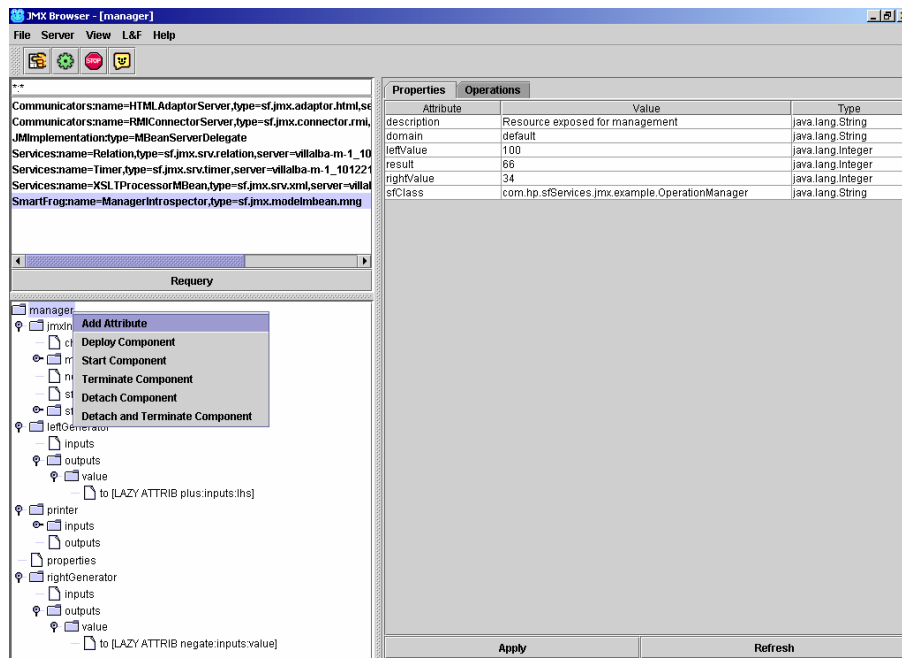 JMX Browser - [manager]
File Server View L&F Help
STOP
*:*
Communicators:name=HTMLAdaptorServer,type=sf.jmx.adaptor.html,se
Communicators:name=RMIConnectorServer,type=sf.jmx.connector.rmi,
JMImplementation:type=MBeanServerDelegate
Services:name=Relation,type=sf.jmx.srv.relation,server=villalba-m-1_10
Services:name=Timer,type=sf.jmx.srv.timer,server=villalba-m-1_101221
Services:name=XSLTProcessorMBean,type=sf.jmx.srv.xml,server=villal
SmartFrog:name=ManagerIntrospector,type=sf.jmx.modelmbean.mng
Requery
manager
jmxIn
ch
m
n
st
st
leftGenerator
inputs
outputs
value
to [LAZY ATTRIB plus:inputs:lhs]
printer
inputs
outputs
properties
rightGenerator
inputs
outputs
value
to [LAZY ATTRIB negate:inputs:value]
Add Attribute
Deploy Component
Start Component
Terminate Component
Detach Component
Detach and Terminate Component
Properties Operations
Attribute Value Type
description Resource exposed for management java.lang.String
domain default java.lang.String
leftValue 100 java.lang.Integer
result 66 java.lang.Integer
rightValue 34 java.lang.Integer
sfClass com.hp.sfServices.jmx.example.OperationManager java.lang.String
Apply Refresh